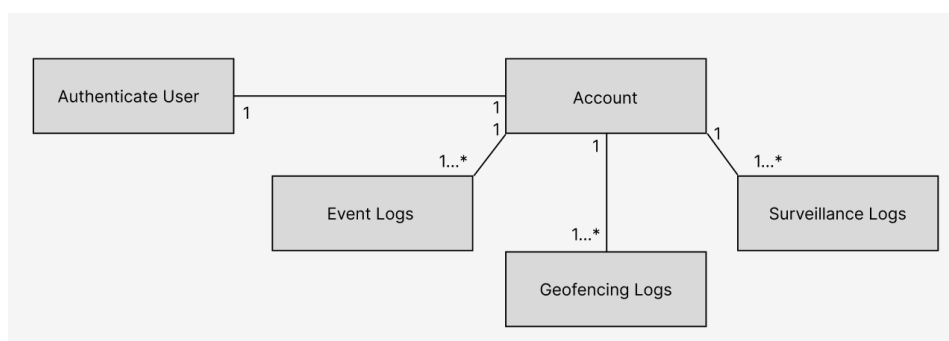 Authenticate User
Account
1
1
1
1
1
1...*
1...*
Event Logs
Surveillance Logs
1...*
Geofencing Logs